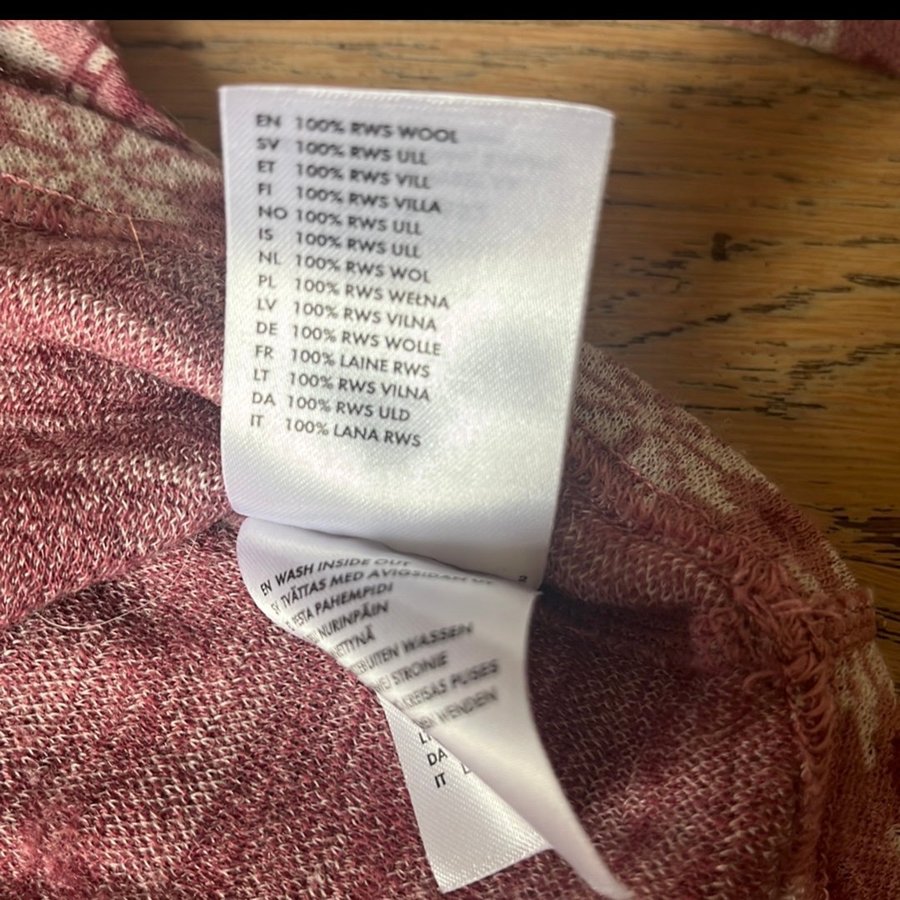 EN 100% RWS WOOL
SV 100% RWS ULL
ET 100% RWS VILL
FI 100% RWS VILLA
NO 100% RWS ULL
IS 100% RWS ULL
NL 100% RWS WOL
PL 100% RWS WEŁNA
LV 100% RWS VILNA
DE 100% RWS WOLLE
FR 100% LAINE RWS
LT 100% RWS VILNA
DA 100% RWS ULD
IT 100% LANA RWS
2
EN WASH INSIDE OUT
SV TVÄTTAS MED AVIGSIDAN UT
PAHEMPIDI
NURINPÄIN
BUITEN WASSEN
STRONIE
KREISAS PUSES
WENDEN
DA
IT